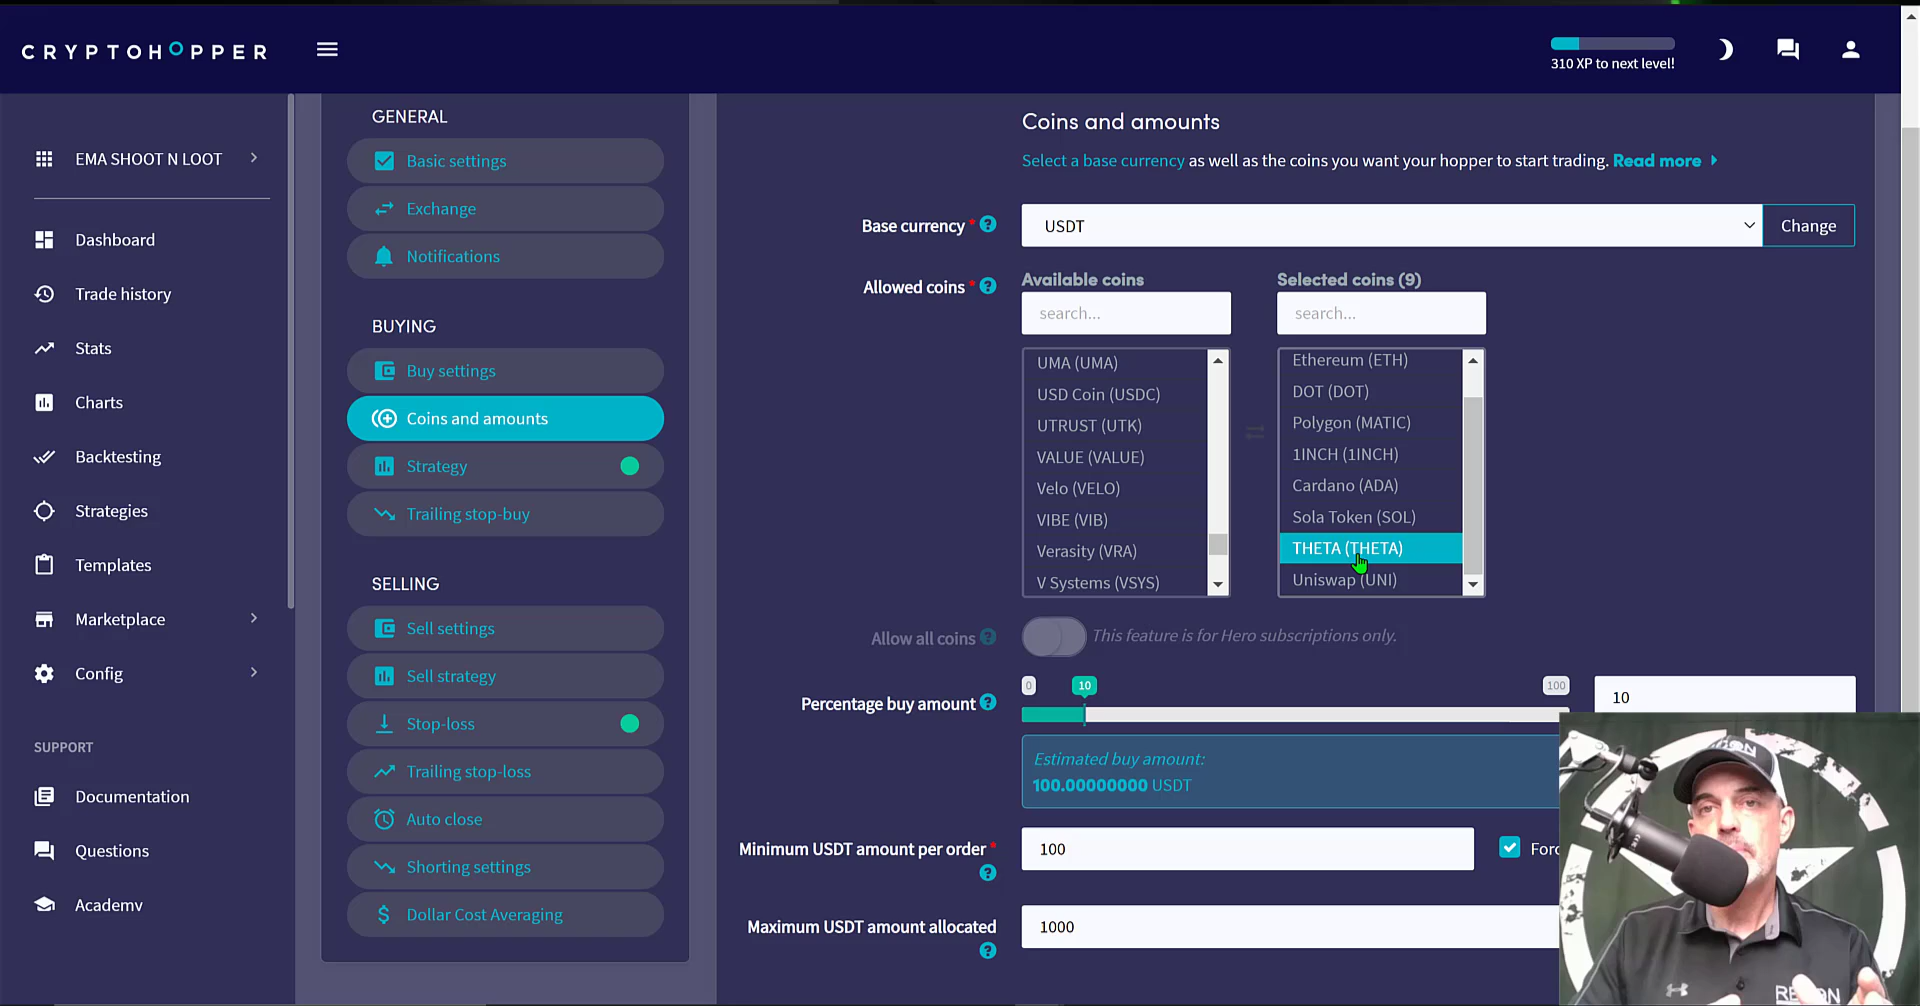 CRYPTOHOPPER
310 XP to next level!
EMA SHOOT N LOOT
Dashboard
Trade history
Stats
Charts
Backtesting
Strategies
Templates
Marketplace
Config
SUPPORT
Documentation
Questions
Academy
GENERAL
Basic settings
Exchange
Notifications
BUYING
Buy settings
Coins and amounts
Strategy
Trailing stop-buy
SELLING
Sell settings
Sell strategy
Stop-loss
Trailing stop-loss
Auto close
Shorting settings
Dollar Cost Averaging
Coins and amounts
Select a base currency as well as the coins you want your hopper to start trading. Read more
Base currency * ?
USDT
Change
Allowed coins * ?
Available coins
search...
UMA (UMA)
USD Coin (USDC)
UTRUST (UTK)
VALUE (VALUE)
Velo (VELO)
VIBE (VIB)
Verasity (VRA)
V Systems (VSYS)
Selected coins (9)
search...
Ethereum (ETH)
DOT (DOT)
Polygon (MATIC)
1INCH (1INCH)
Cardano (ADA)
Sola Token (SOL)
THETA (THETA)
Uniswap (UNI)
Allow all coins ?
This feature is for Hero subscriptions only.
Percentage buy amount ?
0 10 100
10
Estimated buy amount:
100.00000000 USDT
Minimum USDT amount per order * ?
100
Forc
Maximum USDT amount allocated ?
1000